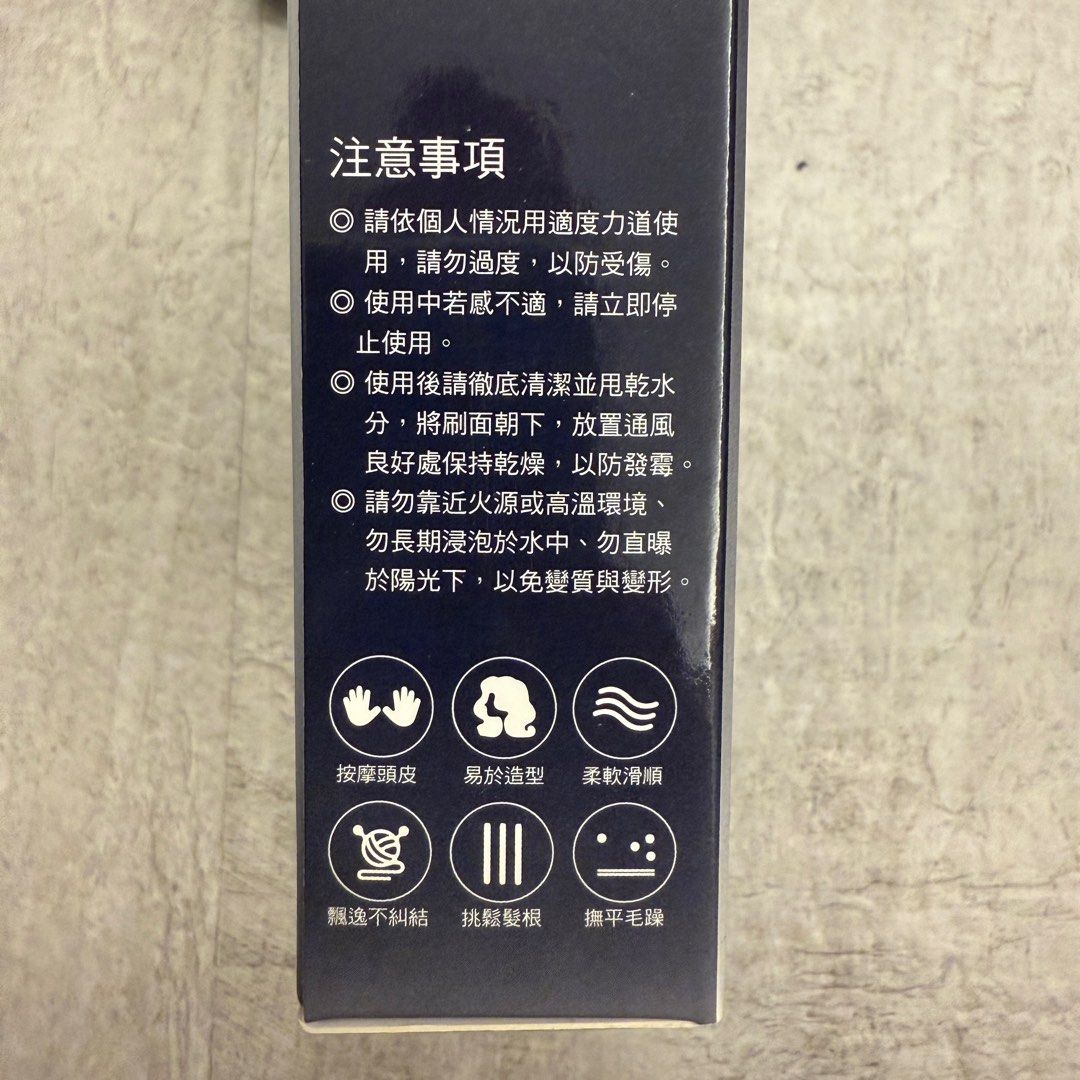 注意事項
◎ 請依個人情況用適度力道使
用，請勿過度，以防受傷。
◎ 使用中若感不適，請立即停
止使用。
◎ 使用後請徹底清潔並甩乾水
分，將刷面朝下，放置通風
良好處保持乾燥，以防發霉。
◎ 請勿靠近火源或高溫環境、
勿長期浸泡於水中、勿直曝
於陽光下，以免變質與變形。
按摩頭皮
易於造型
柔軟滑順
飄逸不糾結
挑鬆髮根
撫平毛躁